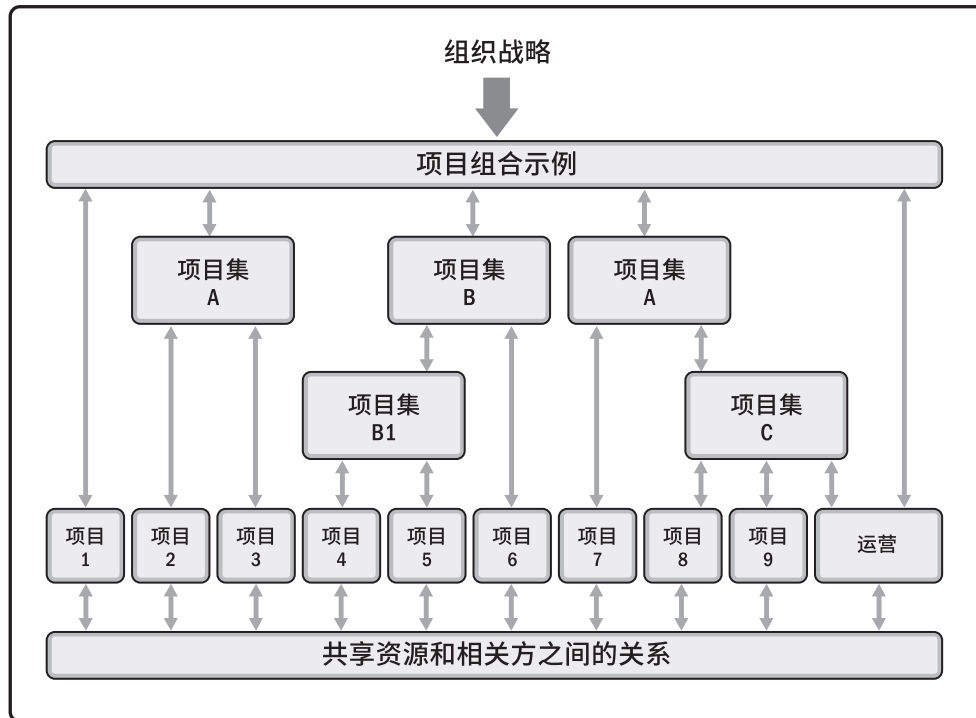 组织战略
项目组合示例
项目集
A
项目集
B
项目集
A
项目集
B1
项目集
C
项目
1
项目
2
项目
3
项目
4
项目
5
项目
6
项目
7
项目
8
项目
9
运营
共享资源和相关方之间的关系